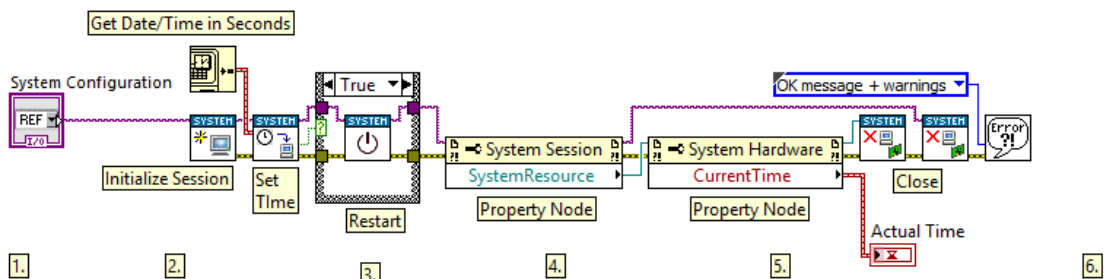 Get Date/Time in Seconds
System Configuration
True
OK message + warnings
REF
I/O
SYSTEM
SYSTEM
SYSTEM
?
SYSTEM
SYSTEM
Error
?!
System Session
?!
?!
System Hardware
?!
?!
SystemResource
CurrentTime
Initialize Session
Set
TIme
Restart
Property Node
Property Node
Close
Actual Time
1.
2.
3.
4.
5.
6.